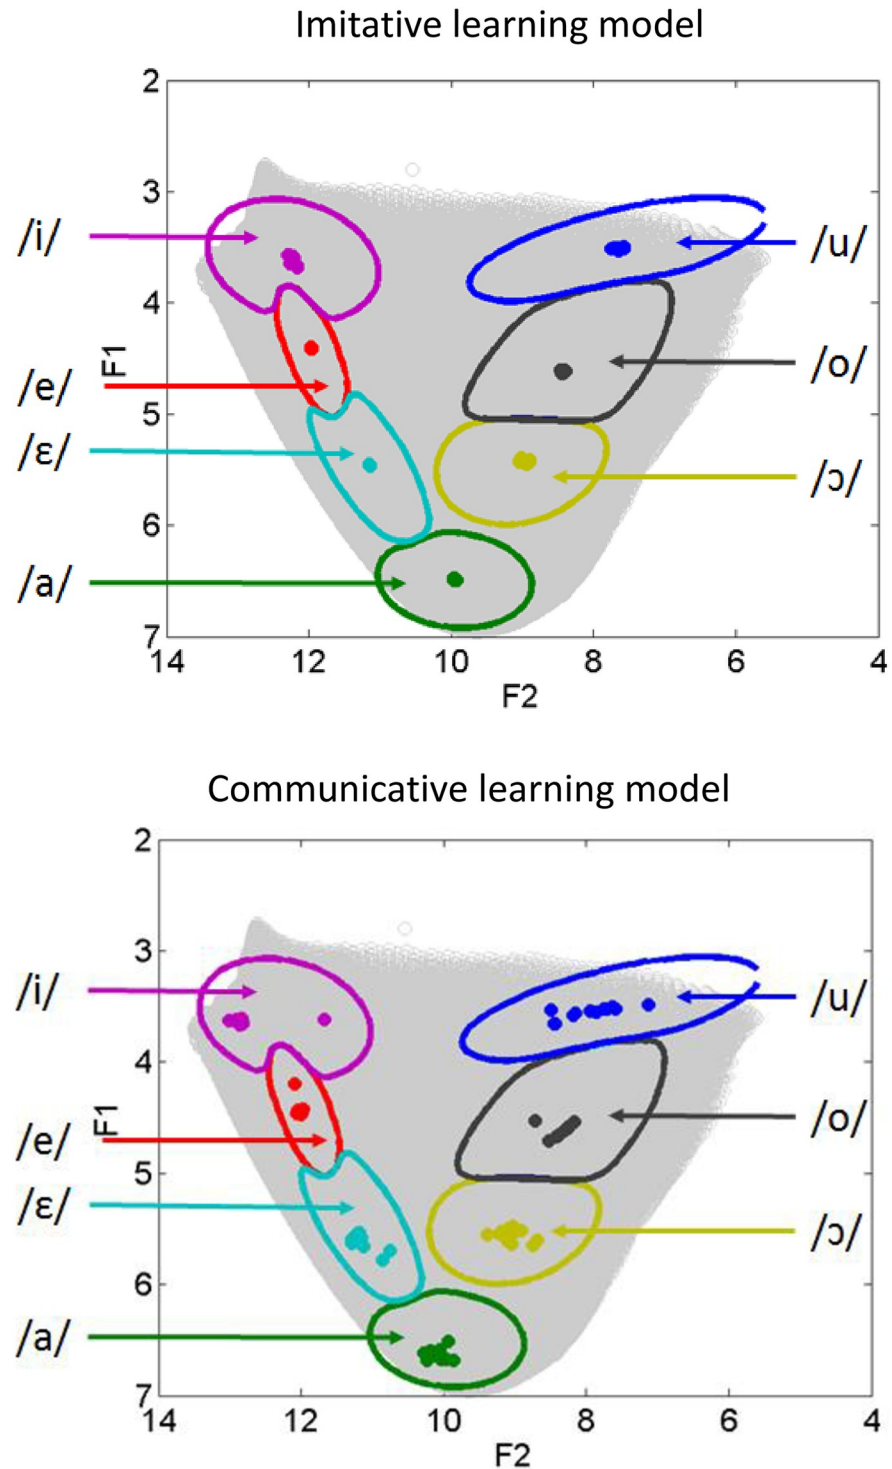 Imitative learning model
2
3
/i/
/u/
4
F1
/o/
/e/
5
/ɛ/
/ɔ/
6
/a/
7
14 12 10 8 6 4
F2
Communicative learning model
2
3
/i/
/u/
4
F1
/o/
/e/
5
/ɛ/
/ɔ/
6
/a/
7
14 12 10 8 6 4
F2